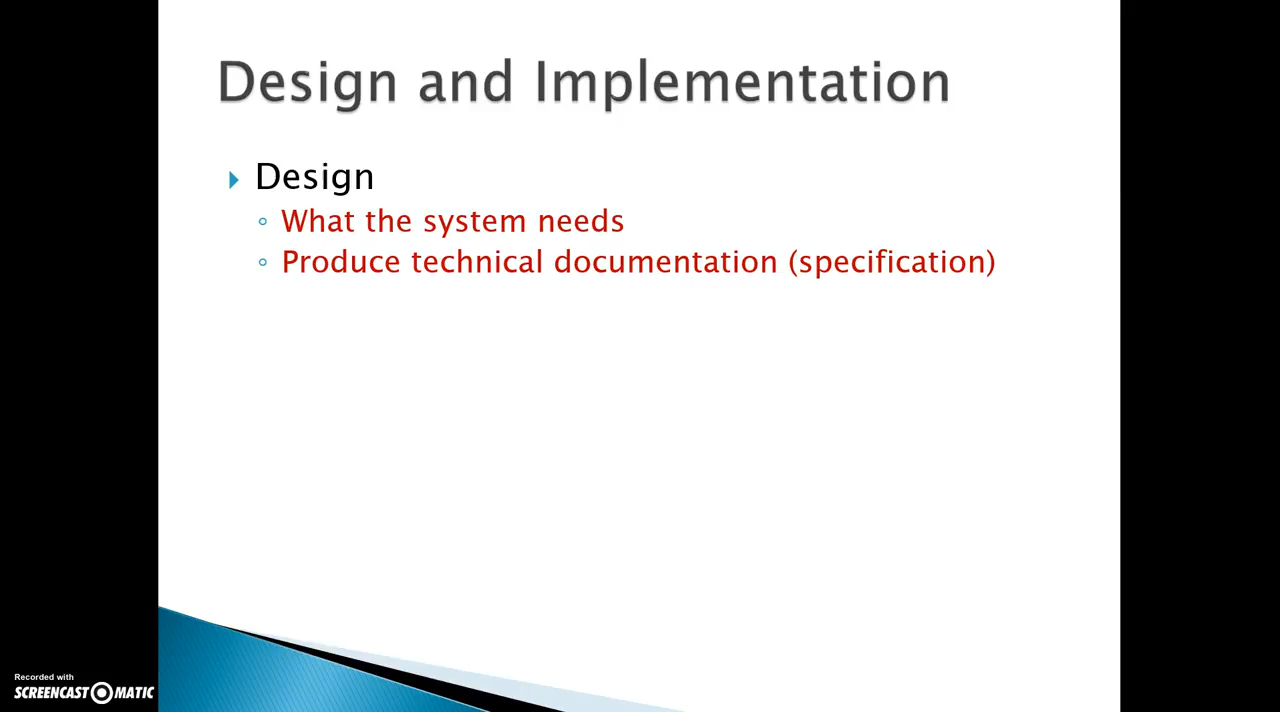 Design and Implementation
Design
What the system needs
Produce technical documentation (specification)
Recorded with
SCREENCAST MATIC